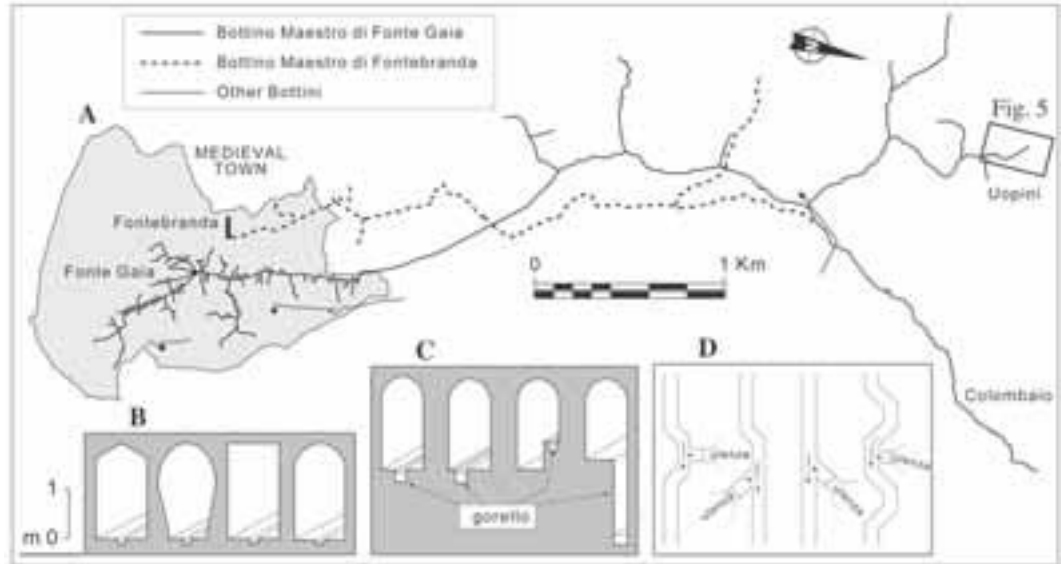 Bottino Maestro di Fonte Gaia
Bottino Maestro di Fontebranda
Other Bottini
A
MEDIEVAL
TOWN
Fontebranda
Fonte Gaia
Fig. 5
Uopini
0 1 Km
Colombaio
B
1
m 0
C
goretto
D